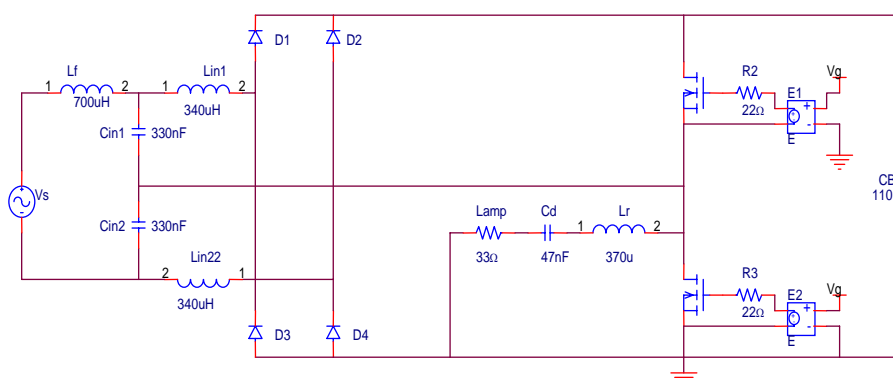 D1
D2
Lf
Lin1
1
2
1
2
700uH
340uH
R2
E1
Vg
22Ω
E
Cin1
330nF
Vs
CB
110
Cin2
330nF
Lamp
Cd
Lr
1
2
33Ω
47nF
370u
Lin22
2
1
340uH
R3
E2
Vg
22Ω
E
D3
D4